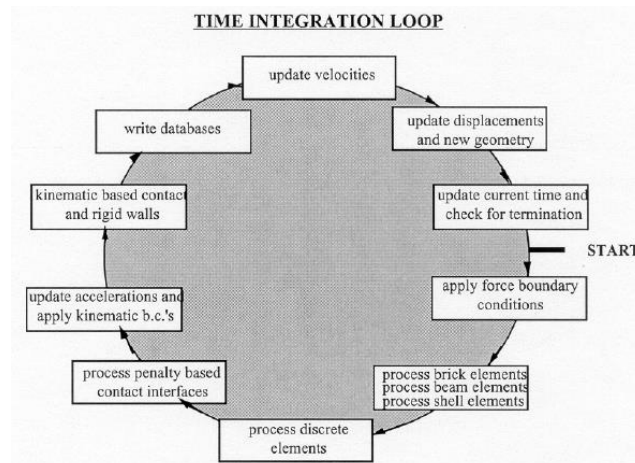 TIME INTEGRATION LOOP
update velocities
update displacements
and new geometry
update current time and
check for termination
START
apply force boundary
conditions
process brick elements
process beam elements
process shell elements
process discrete
elements
process penalty based
contact interfaces
update accelerations and
apply kinematic b.c.'s
kinematic based contact
and rigid walls
write databases